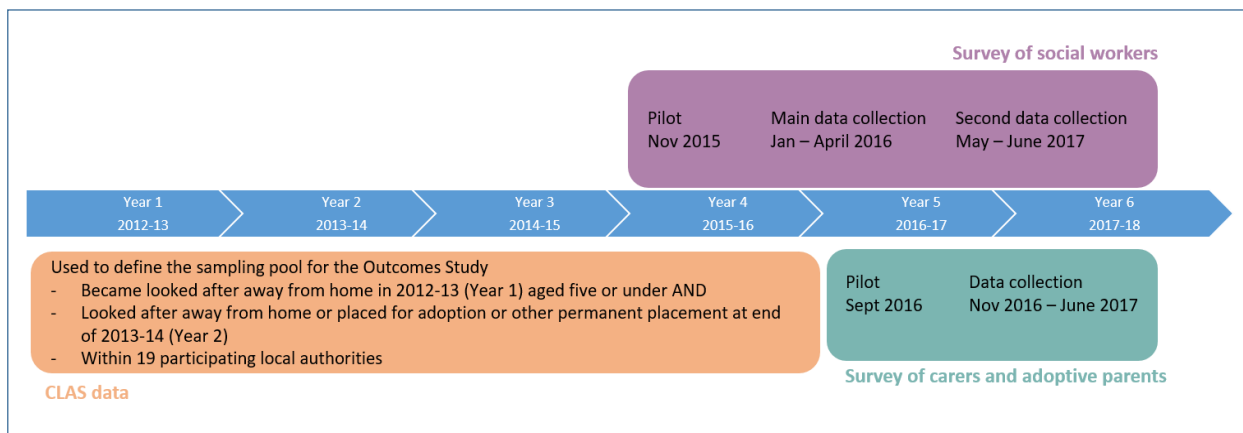 Survey of social workers
Pilot
Nov 2015
Main data collection
Jan – April 2016
Second data collection
May – June 2017
Year 1
2012-13
Year 2
2013-14
Year 3
2014-15
Year 4
2015-16
Year 5
2016-17
Year 6
2017-18
Used to define the sampling pool for the Outcomes Study
- Became looked after away from home in 2012-13 (Year 1) aged five or under AND
- Looked after away from home or placed for adoption or other permanent placement at end
of 2013-14 (Year 2)
- Within 19 participating local authorities
CLAS data
Pilot
Sept 2016
Data collection
Nov 2016 – June 2017
Survey of carers and adoptive parents